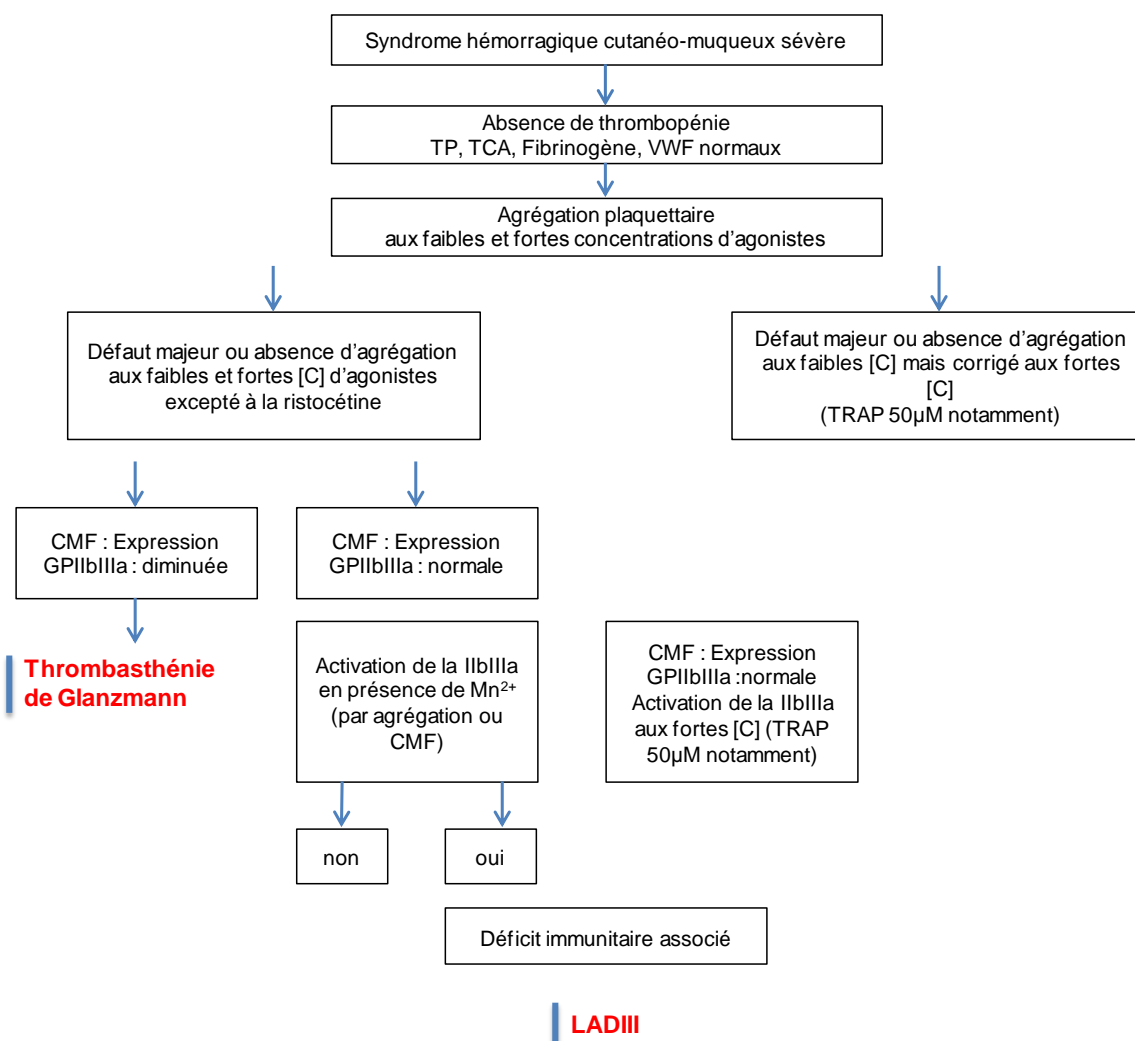 Syndrome hémorragique cutanéo-muqueux sévère
Absence de thrombopénie
TP, TCA, Fibrinogène, VWF normaux
Agrégation plaquettaire
aux faibles et fortes concentrations d'agonistes
Défaut majeur ou absence d'agrégation
aux faibles et fortes [C] d'agonistes
excepté à la ristocétine
Défaut majeur ou absence d'agrégation
aux faibles [C] mais corrigé aux fortes
[C]
(TRAP 50µM notamment)
CMF : Expression
GPIIbIIIa : diminuée
CMF : Expression
GPIIbIIIa : normale
Thrombasthénie
de Glanzmann
Activation de la IIbIIIa
en présence de Mn²⁺
(par agrégation ou
CMF)
CMF : Expression
GPIIbIIIa :normale
Activation de la IIbIIIa
aux fortes [C] (TRAP
50µM notamment)
non
oui
Déficit immunitaire associé
LADIII